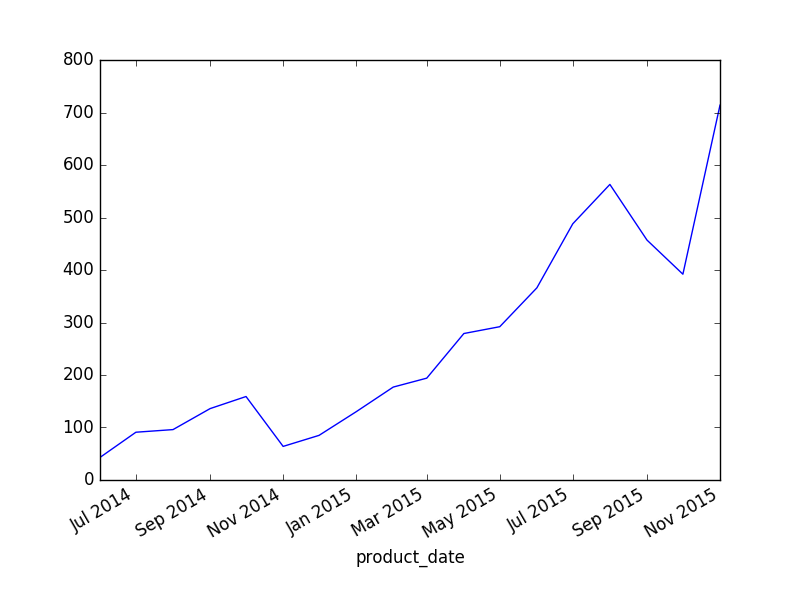 800
700
600
500
400
300
200
100
0
Jul 2014
Sep 2014
Nov 2014
Jan 2015
Mar 2015
May 2015
Jul 2015
Sep 2015
Nov 2015
product_date